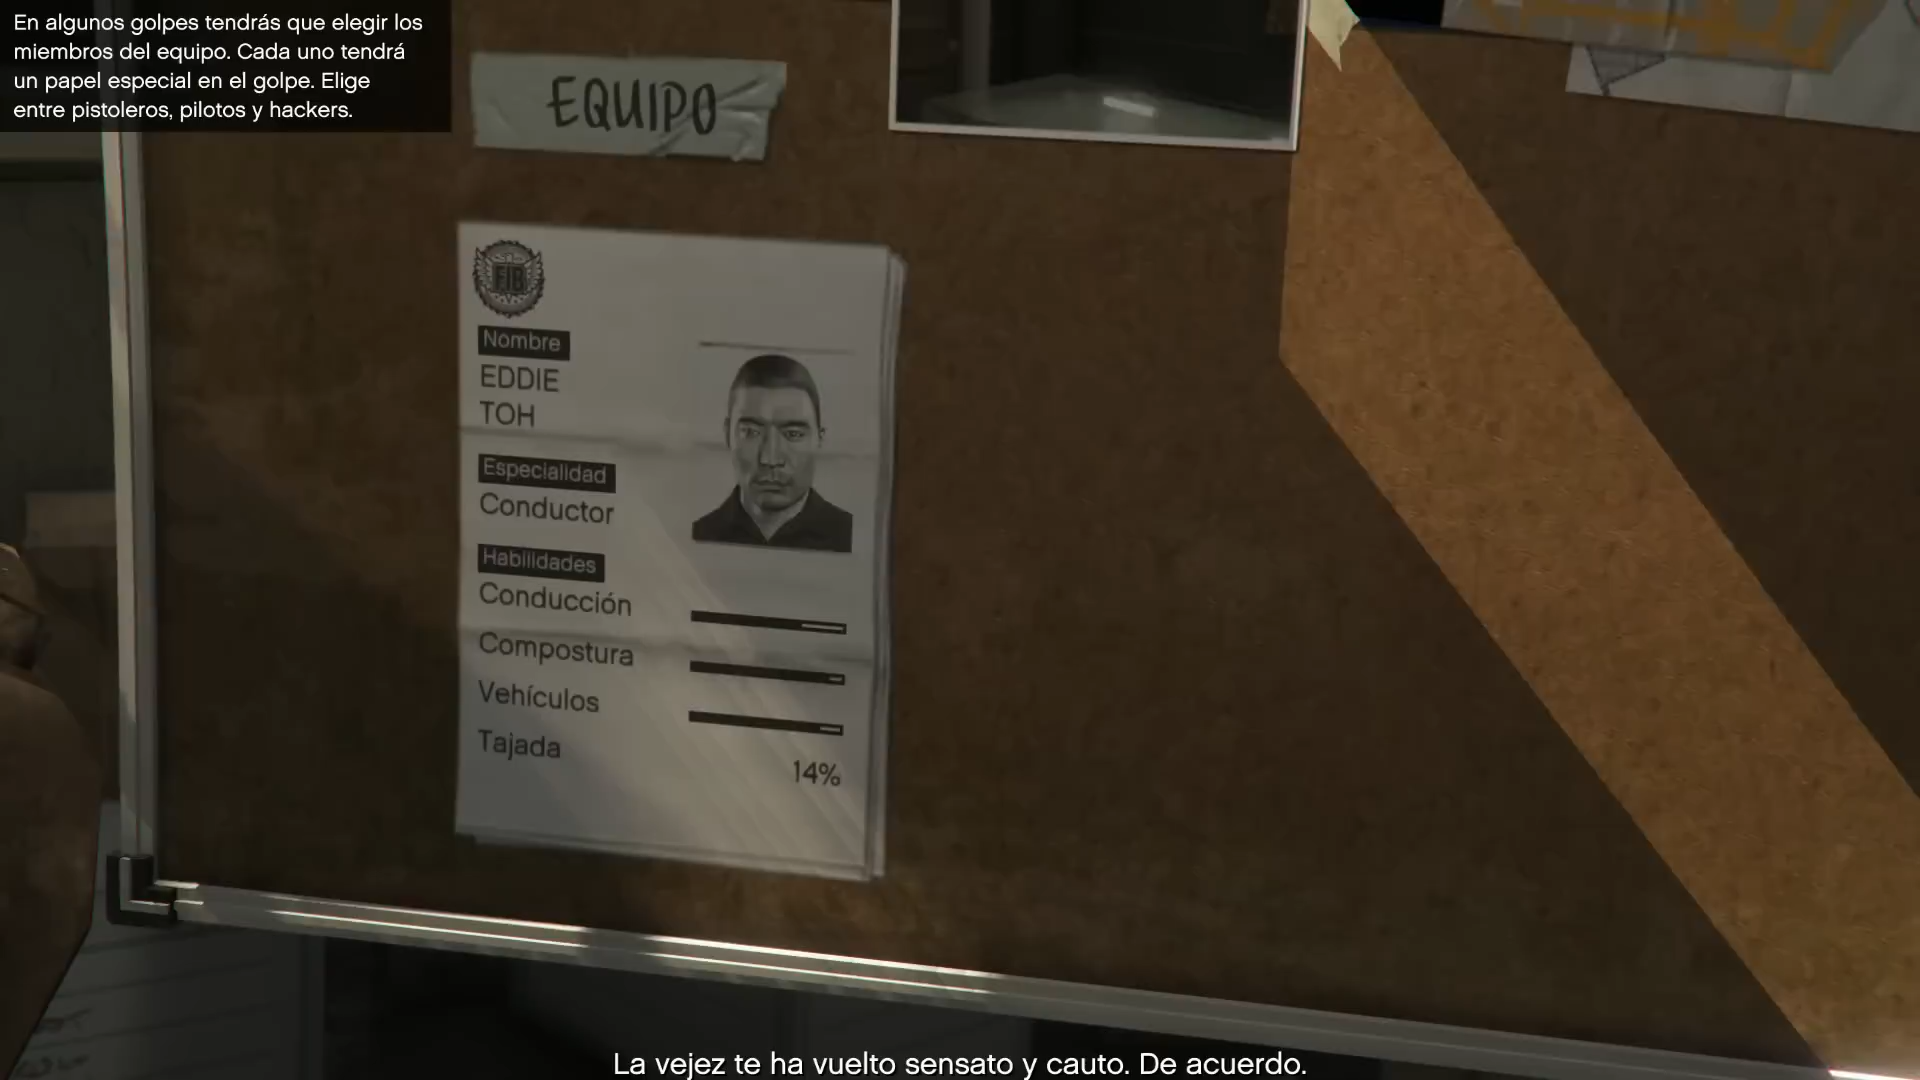 En algunos golpes tendrás que elegir los
miembros del equipo. Cada uno tendrá
un papel especial en el golpe. Elige
entre pistoleros, pilotos y hackers.
EQUIPO
FIB
Nombre
EDDIE
TOH
Especialidad
Conductor
Habilidades
Conducción
Compostura
Vehículos
Tajada
14%
La vejez te ha vuelto sensato y cauto. De acuerdo.